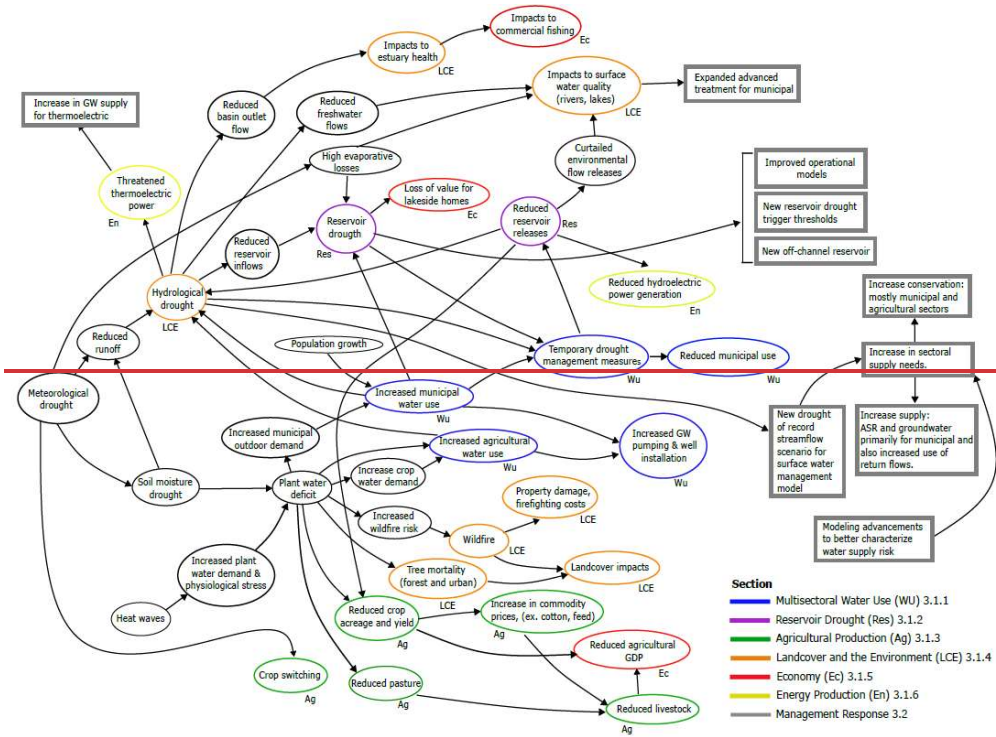 Impacts to
commercial fishing
Ec
Impacts to
estuary health
LCE
Impacts to surface
water quality
(rivers, lakes)
LCE
Expanded advanced
treatment for municipal
Increase in GW supply
for thermoelectric
Reduced
basin outlet
flow
Reduced
freshwater
flows
High evaporative
losses
Curtailed
environmental
flow releases
Improved operational
models
Threatened
thermoelectric
power
En
Loss of value for
lakeside homes
Ec
Reservoir
drougth
Res
Reduced
reservoir
releases
Res
New reservoir drought
trigger thresholds
New off-channel reservoir
Reduced
reservoir
inflows
Hydrological
drought
LCE
Reduced hydroelectric
power generation
En
Increase conservation:
mostly municipal and
agricultural sectors
Reduced
runoff
Population growth
Temporary drought
management measures
Wu
Reduced municipal use
Wu
Increase in sectoral
supply needs.
Meteorological
drought
Increased municipal
water use
Wu
Increased municipal
outdoor demand
Increased agricultural
water use
Wu
Increased GW
pumping & well
installation
Wu
New drought
of record
streamflow
scenario for
surface water
management
model
Increase supply:
ASR and groundwater
primarily for municipal and
also increased use of
return flows.
Soil moisture
drought
Plant water
deficit
Increase crop
water demand
Increased
wildfire risk
Property damage,
firefighting costs
LCE
Wildfire
LCE
Modeling advancements
to better characterize
water supply risk
Increased plant
water demand &
physiological stress
Tree mortality
(forest and urban)
LCE
Landcover impacts
LCE
Heat waves
Reduced crop
acreage and yield
Ag
Increase in commodity
prices, (ex. cotton, feed)
Ag
Reduced agricultural
GDP
Ec
Crop switching
Ag
Reduced pasture
Ag
Reduced livestock
Ag
Section
Multisectoral Water Use (WU) 3.1.1
Reservoir Drought (Res) 3.1.2
Agricultural Production (Ag) 3.1.3
Landcover and the Environment (LCE) 3.1.4
Economy (Ec) 3.1.5
Energy Production (En) 3.1.6
Management Response 3.2